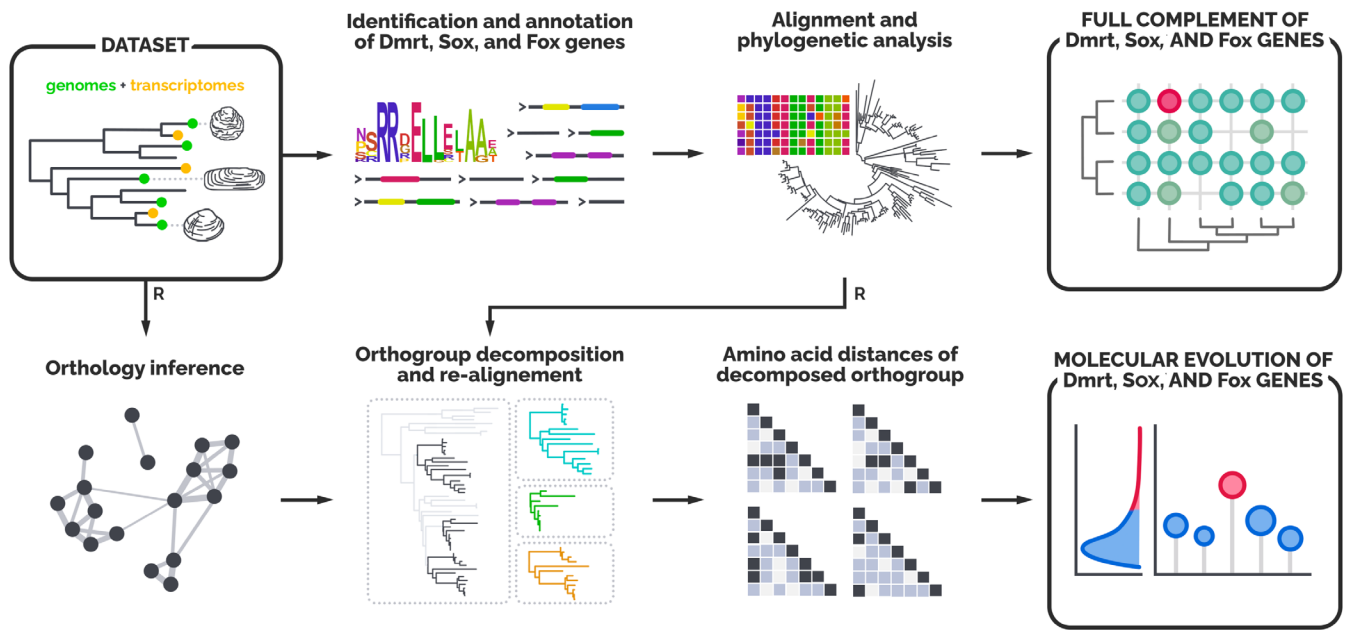 DATASET
genomes + transcriptomes
Identification and annotation
of Dmrt, Sox, and Fox genes
Alignment and
phylogenetic analysis
FULL COMPLEMENT OF
Dmrt, Sox, AND Fox GENES
R
R
Orthology inference
Orthogroup decomposition
and re-alignement
Amino acid distances of
decomposed orthogroup
MOLECULAR EVOLUTION OF
Dmrt, Sox, AND Fox GENES